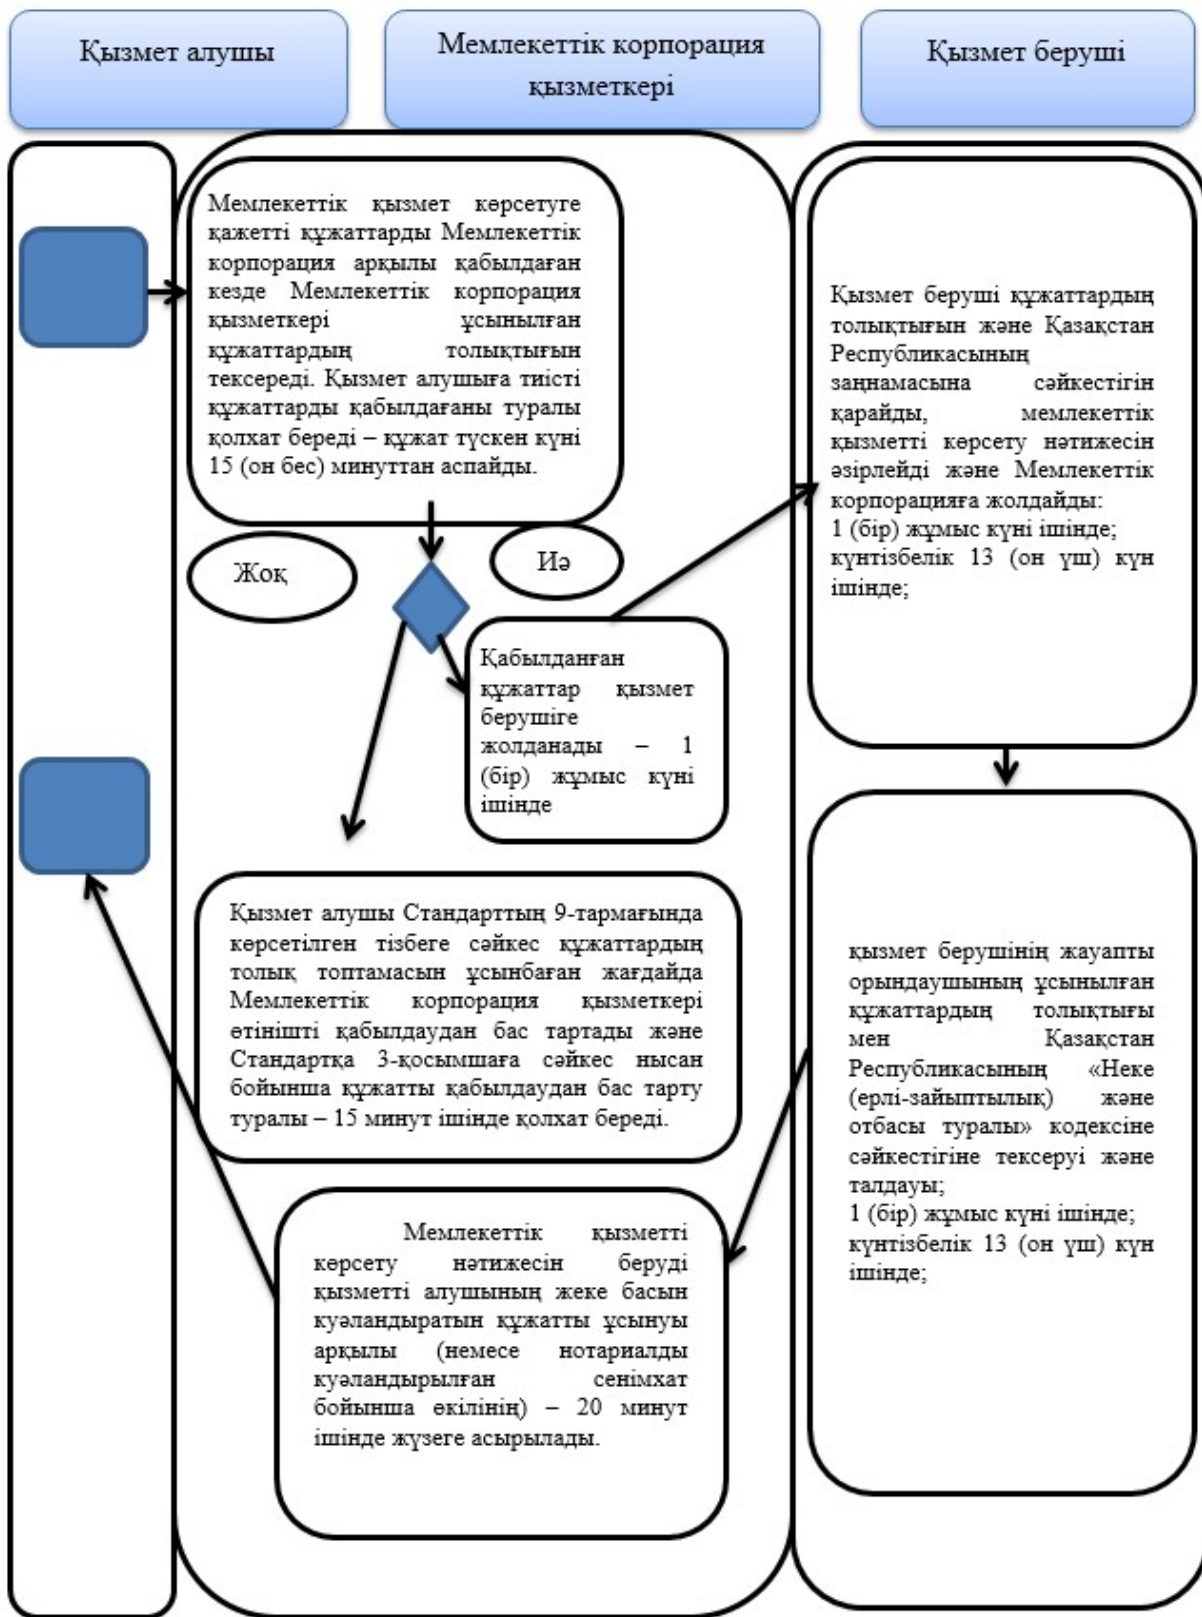 Қызмет алушы
Мемлекеттік корпорация
қызметкері
Қызмет беруші
Мемлекеттік қызмет көрсетуге
қажетті құжаттарды Мемлекеттік
корпорация арқылы қабылдаған
кезде Мемлекеттік корпорация
қызметкері ұсынылған
құжаттардың толықтығын
тексереді. Қызмет алушыға тиісті
құжаттарды қабылдағаны туралы
қолхат береді – құжат түскен күні
15 (он бес) минуттан аспайды.
Жоқ
Иә
Қабылданған
құжаттар қызмет
берушіге
жолданады – 1
(бір) жұмыс күні
ішінде
Қызмет алушы Стандарттың 9-тармағында
көрсетілген тізбеге сәйкес құжаттардың
толық топтамасын ұсынбаған жағдайда
Мемлекеттік корпорация қызметкері
өтінішті қабылдаудан бас тартады және
Стандартқа 3-қосымшаға сәйкес нысан
бойынша құжатты қабылдаудан бас тарту
туралы – 15 минут ішінде қолхат береді.
Мемлекеттік қызметті
көрсету нәтижесін беруді
қызметті алушының жеке басын
куәландыратын құжатты ұсынуы
арқылы (немесе нотариалды
куәландырылған сенімхат
бойынша өкілінің) – 20 минут
ішінде жүзеге асырылады.
Қызмет беруші құжаттардың
толықтығын және Қазақстан
Республикасының
заңнамасына сәйкестігін
қарайды, мемлекеттік
қызметті көрсету нәтижесін
әзірлейді және Мемлекеттік
корпорацияға жолдайды:
1 (бір) жұмыс күні ішінде;
күнтізбелік 13 (он үш) күн
ішінде;
қызмет берушінің жауапты
орындаушының ұсынылған
құжаттардың толықтығы
мен Қазақстан
Республикасының «Неке
(ерлі-зайыптылық) және
отбасы туралы» кодексіне
сәйкестігіне тексеруі және
талдауы;
1 (бір) жұмыс күні ішінде;
күнтізбелік 13 (он үш) күн
ішінде;